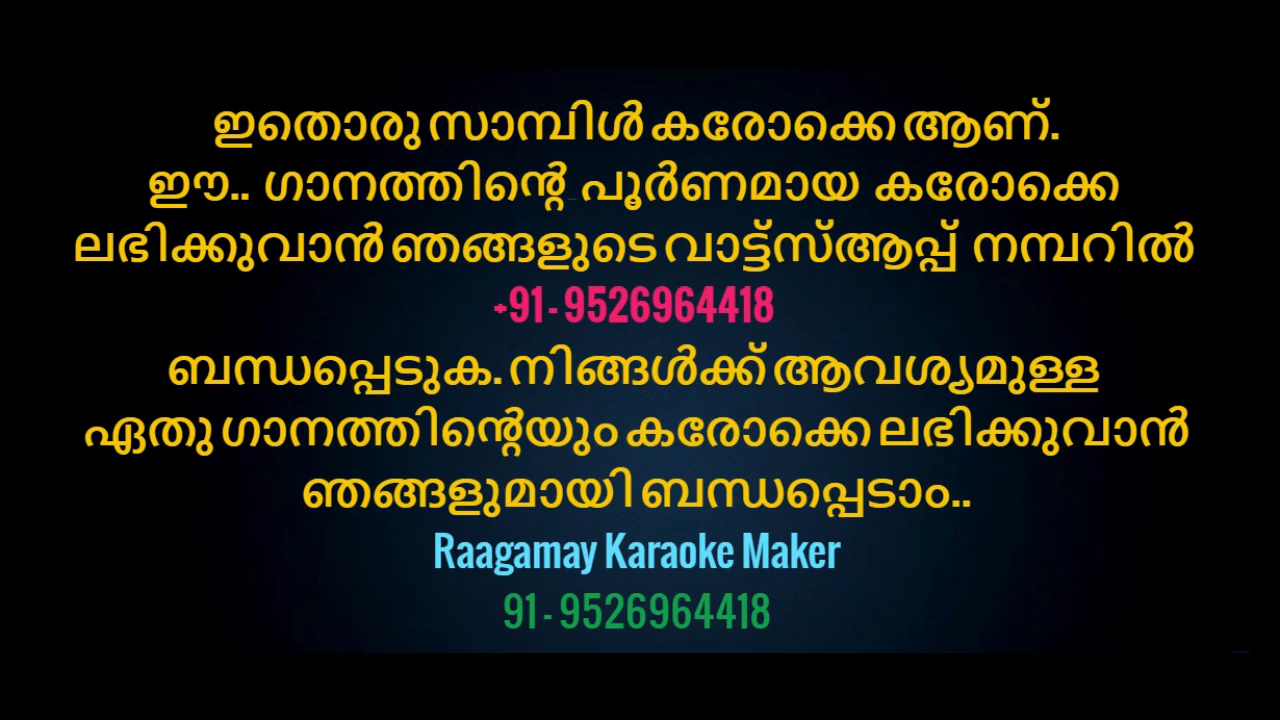 ഇതൊരു സാമ്പിൾ കരോക്കെ ആണ്.
ഈ.. ഗാനത്തിന്റെ പൂർണമായ കരോക്കെ
ലഭിക്കുവാൻ ഞങ്ങളുടെ വാട്ട്സ്ആപ്പ് നമ്പറിൽ
+91 - 9526964418
ബന്ധപ്പെടുക. നിങ്ങൾക്ക് ആവശ്യമുള്ള
ഏതു ഗാനത്തിന്റെയും കരോക്കെ ലഭിക്കുവാൻ
ഞങ്ങളുമായി ബന്ധപ്പെടാം..
Raagamay Karaoke Maker
91 - 9526964418